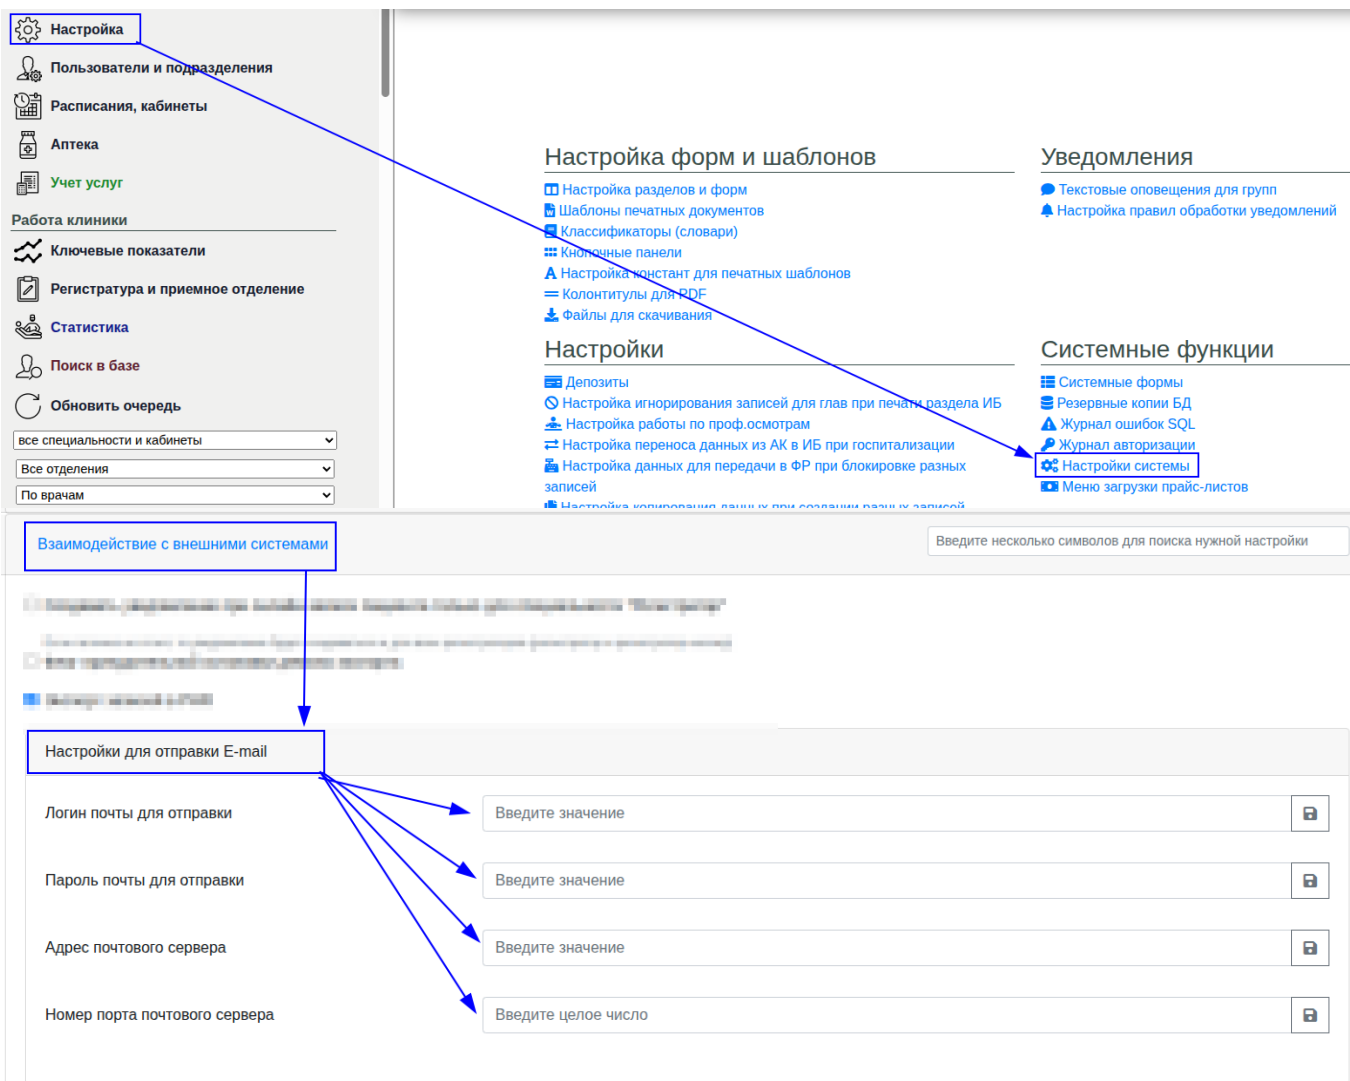 Настройка
Пользователи и подразделения
Расписания, кабинеты
Аптека
Учет услуг
Работа клиники
Ключевые показатели
Регистратура и приемное отделение
Статистика
Поиск в базе
Обновить очередь
все специальности и кабинеты
Все отделения
По врачам
Настройка форм и шаблонов
Настройка разделов и форм
Шаблоны печатных документов
Классификаторы (словари)
Кнопочные панели
Настройка констант для печатных шаблонов
Колонтитулы для PDF
Файлы для скачивания
Уведомления
Текстовые оповещения для групп
Настройка правил обработки уведомлений
Настройки
Депозиты
Настройка игнорирования записей для глав при печати раздела ИБ
Настройка работы по проф.осмотрам
Настройка переноса данных из АК в ИБ при госпитализации
Настройка данных для передачи в ФР при блокировке разных
записей
Настройка копирования данных при создании разных записей
Системные функции
Системные формы
Резервные копии БД
Журнал ошибок SQL
Журнал авторизации
Настройки системы
Меню загрузки прайс-листов
Взаимодействие с внешними системами
Введите несколько символов для поиска нужной настройки
Настройки для отправки E-mail
Логин почты для отправки
Введите значение
Пароль почты для отправки
Введите значение
Адрес почтового сервера
Введите значение
Номер порта почтового сервера
Введите целое число